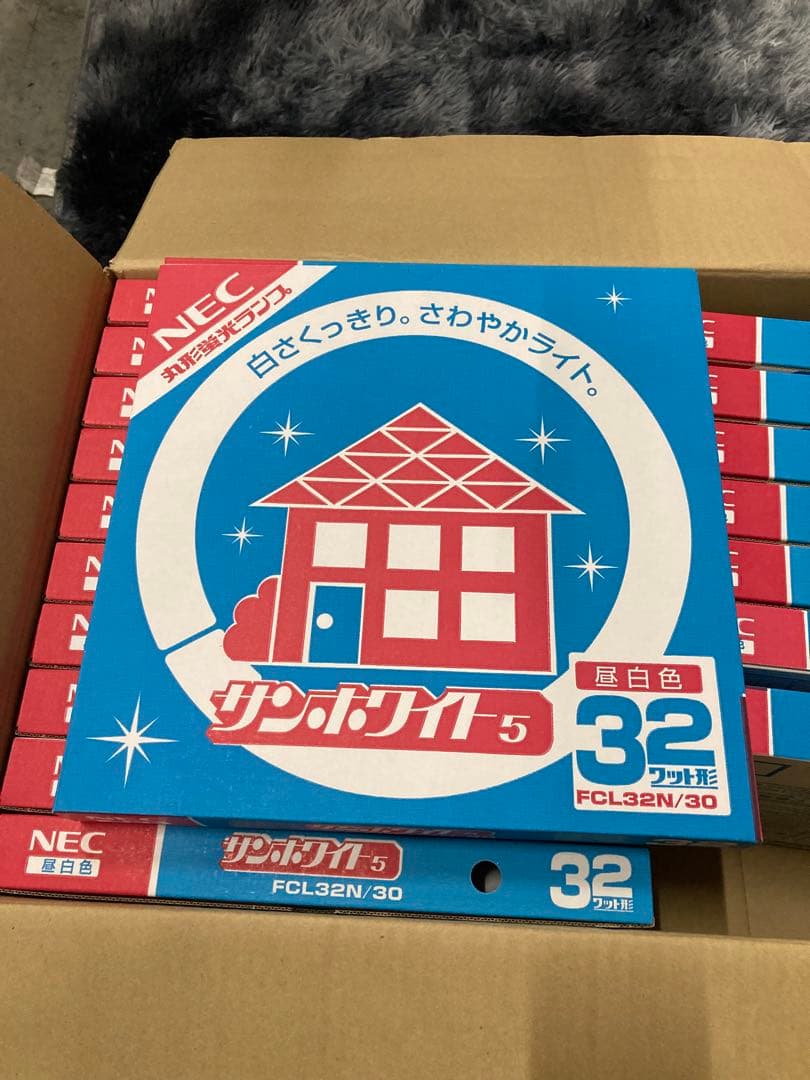 NEC
丸形蛍光ランプ
白さくっきり。さわやかライト。
サンホワイト5
昼白色
32
ワット形
FCL32N/30
NEC
昼白色
サンホワイト5
FCL32N/30
32
ワット形